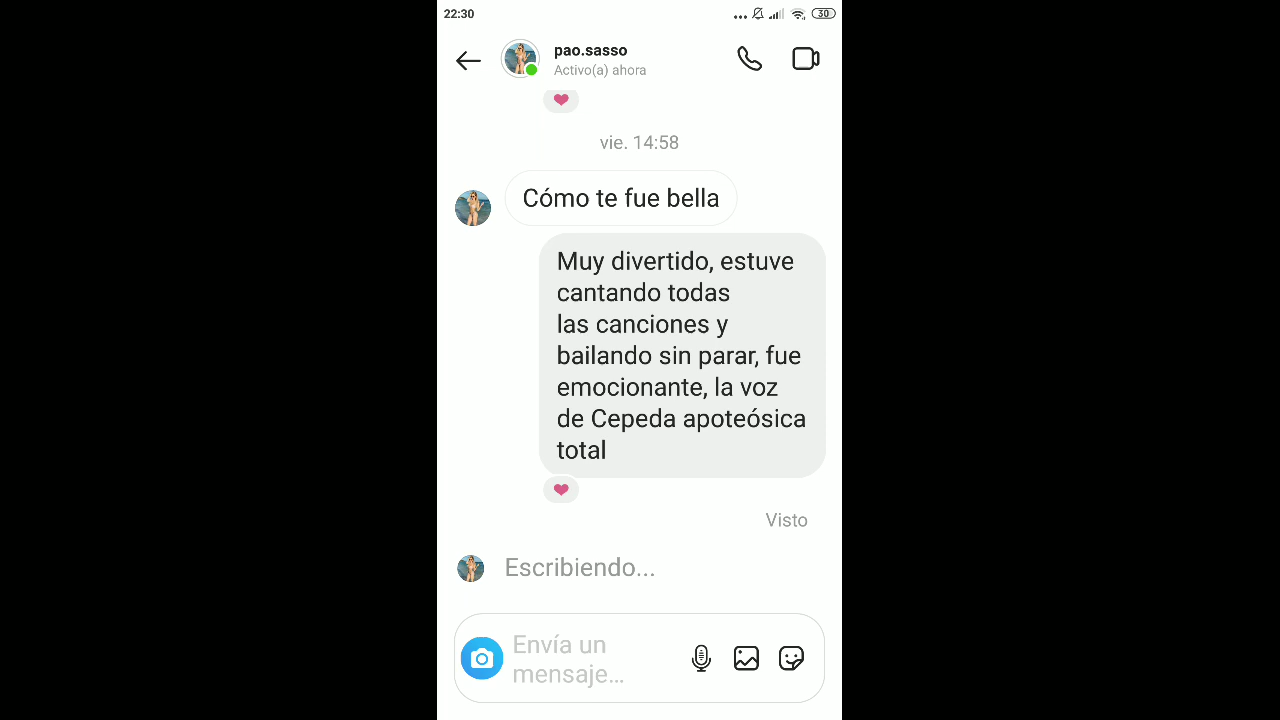 22:30
30
pao.sasso
Activo(a) ahora
vie. 14:58
Cómo te fue bella
Muy divertido, estuve
cantando todas
las canciones y
bailando sin parar, fue
emocionante, la voz
de Cepeda apoteósica
total
Visto
Escribiendo...
Envía un
mensaje...